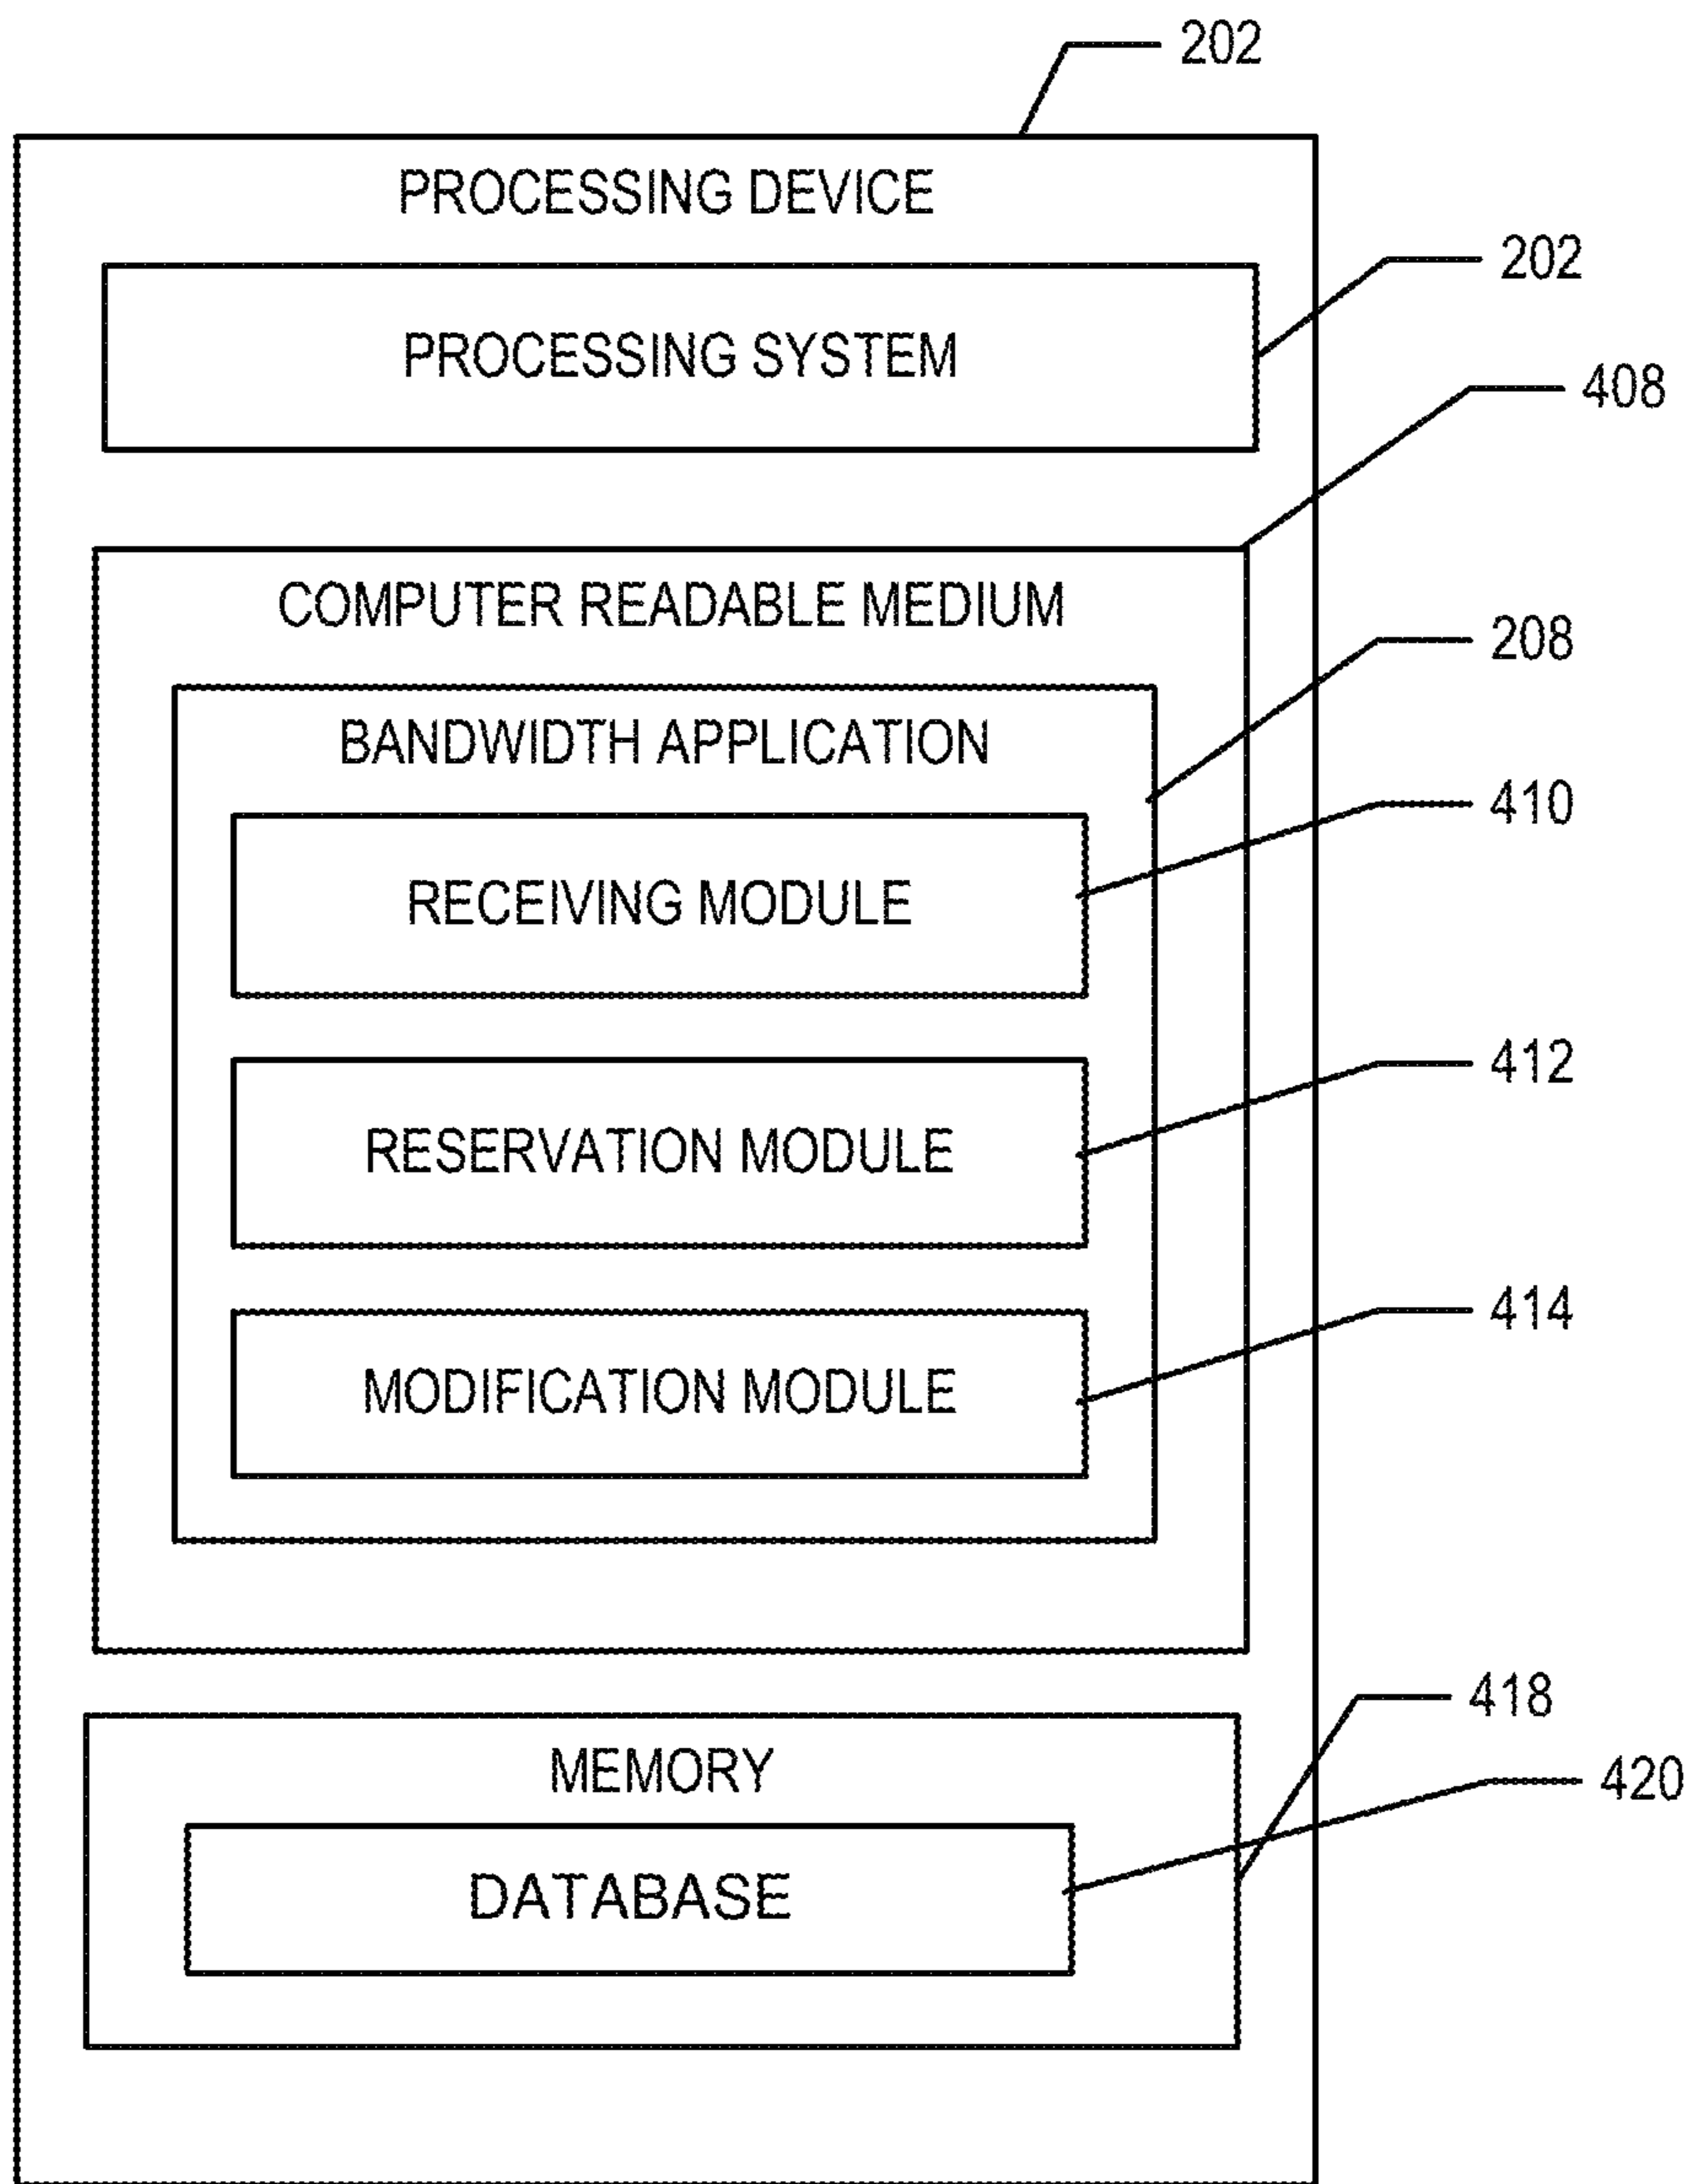 202
PROCESSING DEVICE
202
PROCESSING SYSTEM
408
COMPUTER READABLE MEDIUM
208
BANDWIDTH APPLICATION
410
RECEIVING MODULE
412
RESERVATION MODULE
414
MODIFICATION MODULE
418
MEMORY
420
DATABASE